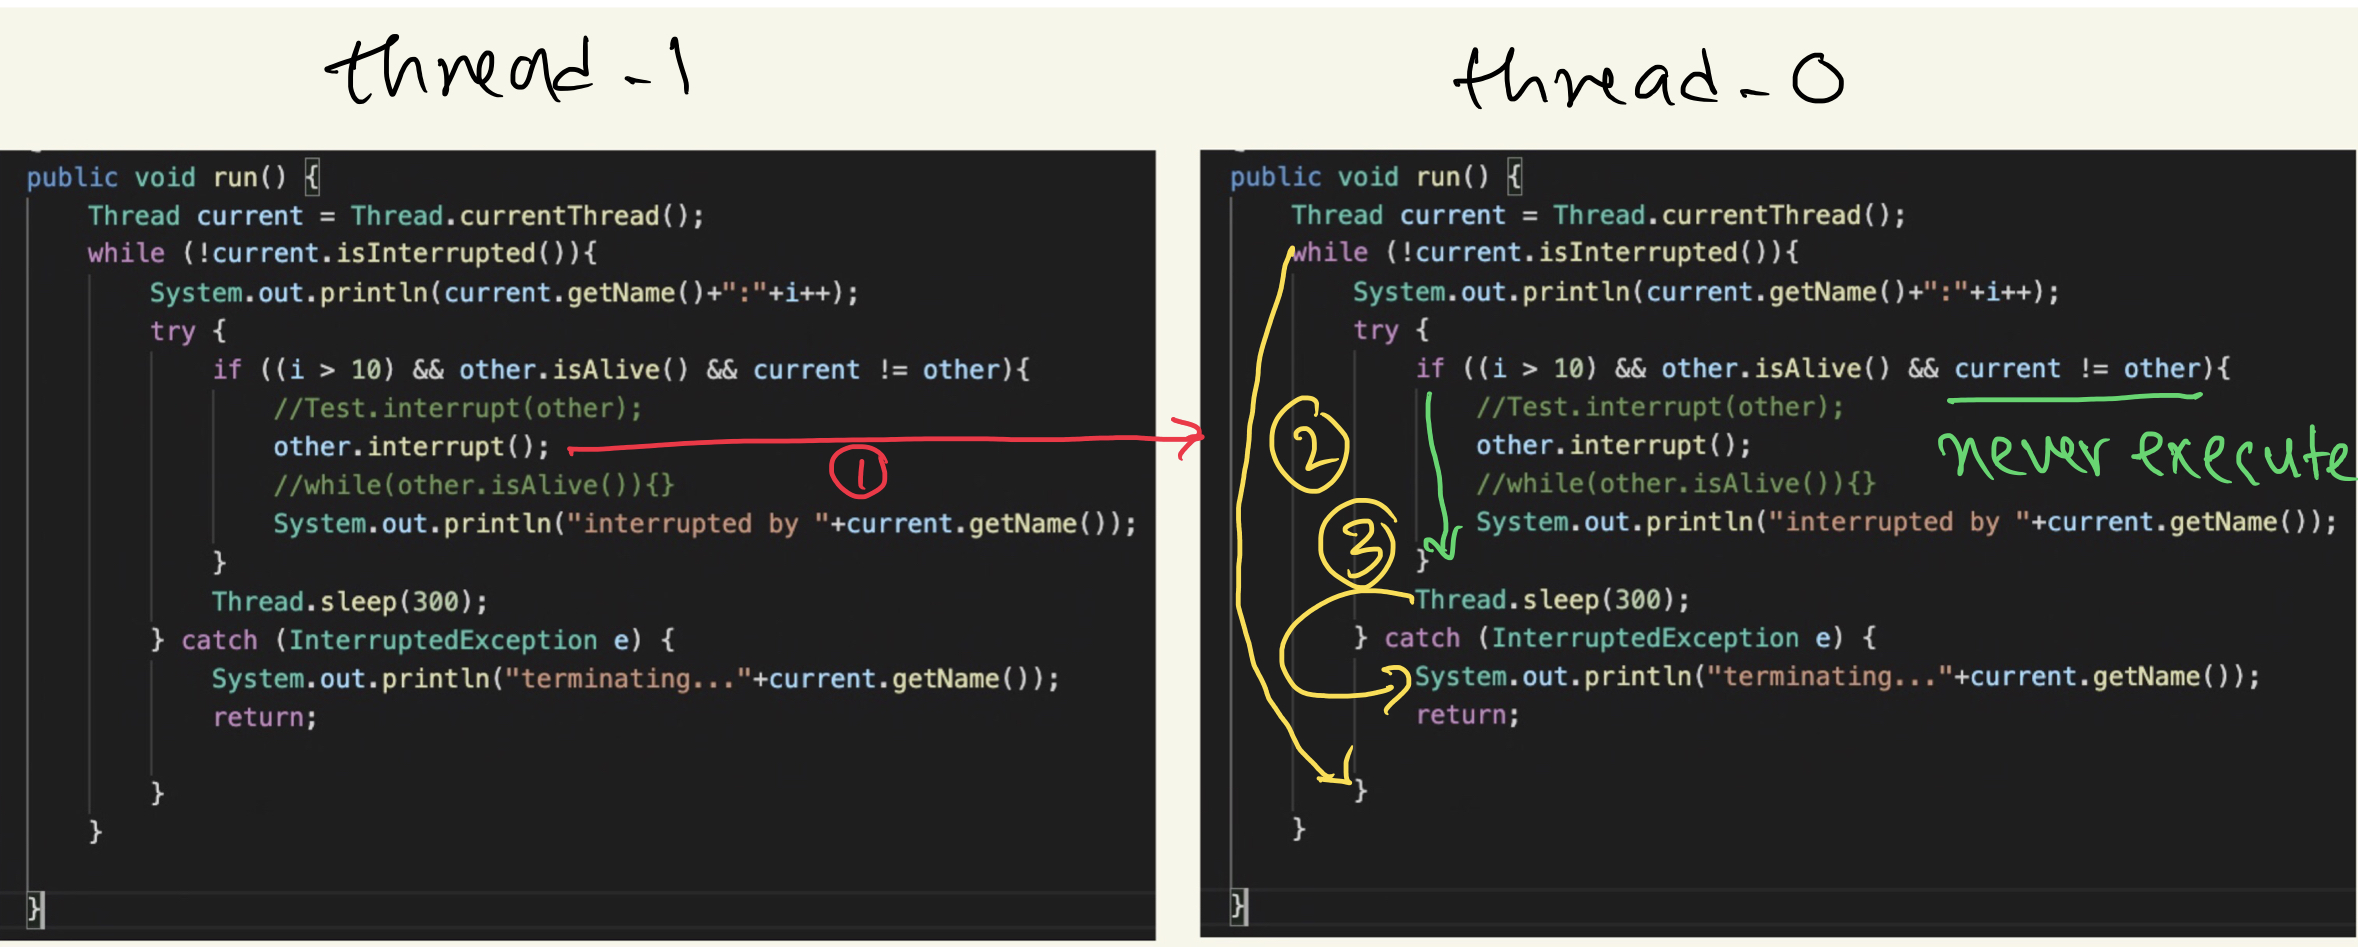 thread-1
public void run() {
Thread current = Thread.currentThread();
while (!current.isInterrupted()){
System.out.println(current.getName()+":"+i++);
try {
if ((i > 10) && other.isAlive() && current != other){
//Test.interrupt(other);
other.interrupt();
1
//while(other.isAlive()){}
System.out.println("interrupted by "+current.getName());
}
Thread.sleep(300);
} catch (InterruptedException e) {
System.out.println("terminating..."+current.getName());
return;
}
}
}
thread-0
public void run() {
Thread current = Thread.currentThread();
while (!current.isInterrupted()){
System.out.println(current.getName()+":"+i++);
try {
if ((i > 10) && other.isAlive() && current != other){
//Test.interrupt(other);
2
other.interrupt();
never execute
//while(other.isAlive()){}
System.out.println("interrupted by "+current.getName());
3
}
Thread.sleep(300);
} catch (InterruptedException e) {
System.out.println("terminating..."+current.getName());
return;
}
}
}